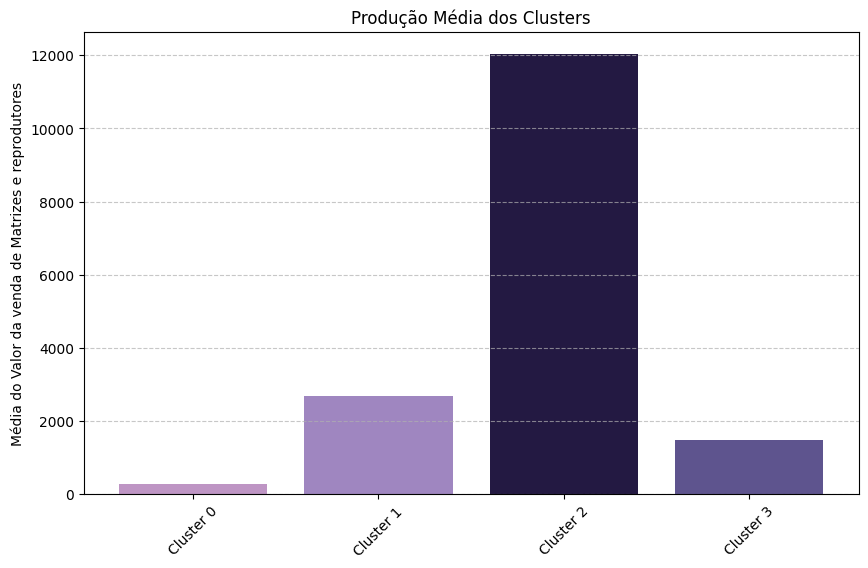 Produção Média dos Clusters
Média do Valor da venda de Matrizes e reprodutores
12000
10000
8000
6000
4000
2000
0
Cluster 0
Cluster 1
Cluster 2
Cluster 3